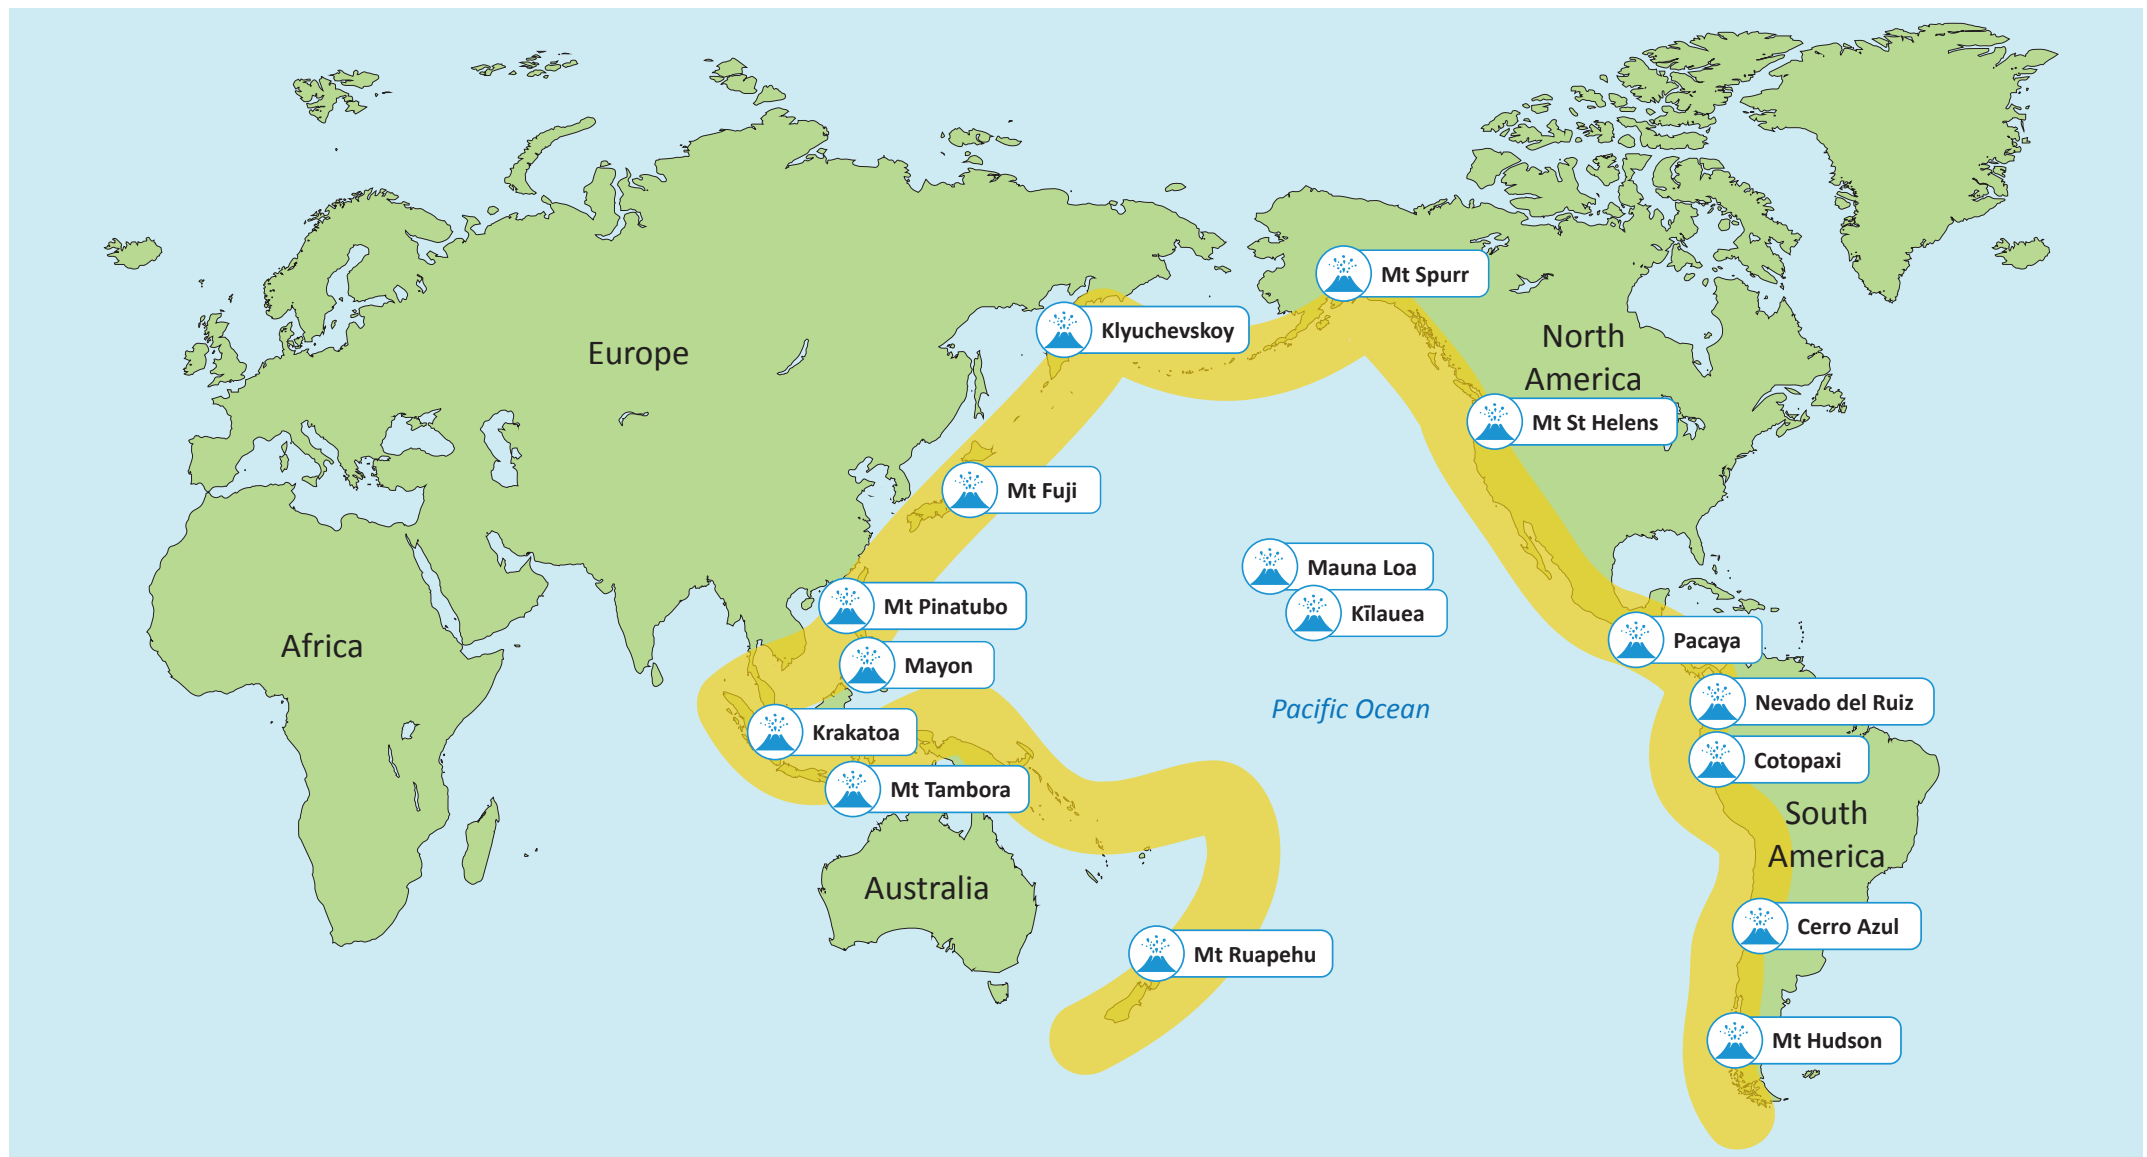 Mt Spurr
Klyuchevskoy
North
America
Europe
Mt St Helens
Mt Fuji
Mauna Loa
Kīlauea
Mt Pinatubo
Africa
Pacaya
Mayon
Nevado del Ruiz
Pacific Ocean
Krakatoa
Cotopaxi
Mt Tambora
South
America
Australia
Cerro Azul
Mt Ruapehu
Mt Hudson